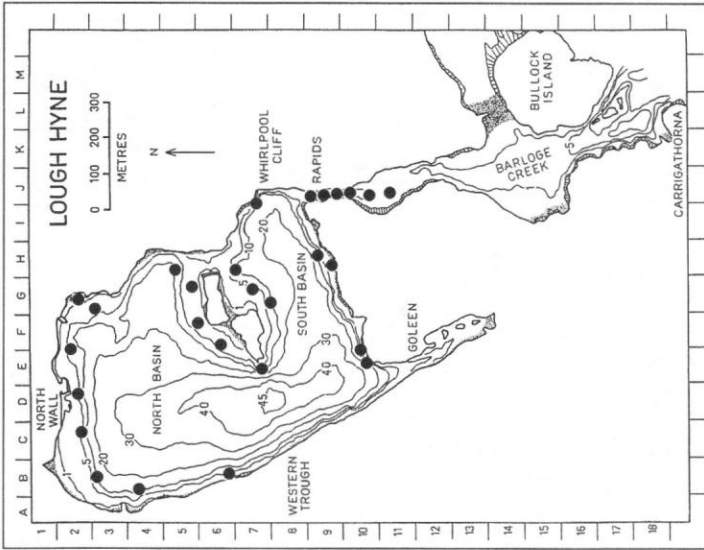 LOUGH HYNE
0 100 200 300
METRES
N
A B C D E F G H I J K L M
1 2 3 4 5 6 7 8 9 10 11 12 13 14 15 16 17 18
NORTH
WALL
NORTH BASIN
SOUTH BASIN
WESTERN
TROUGH
WHIRLPOOL
CLIFF
RAPIDS
GOLEEN
BARLOGE
CREEK
BULLOCK
ISLAND
CARRIGATHORNA
1
5
20
30
40
45
10
20
5
1
30
40
5